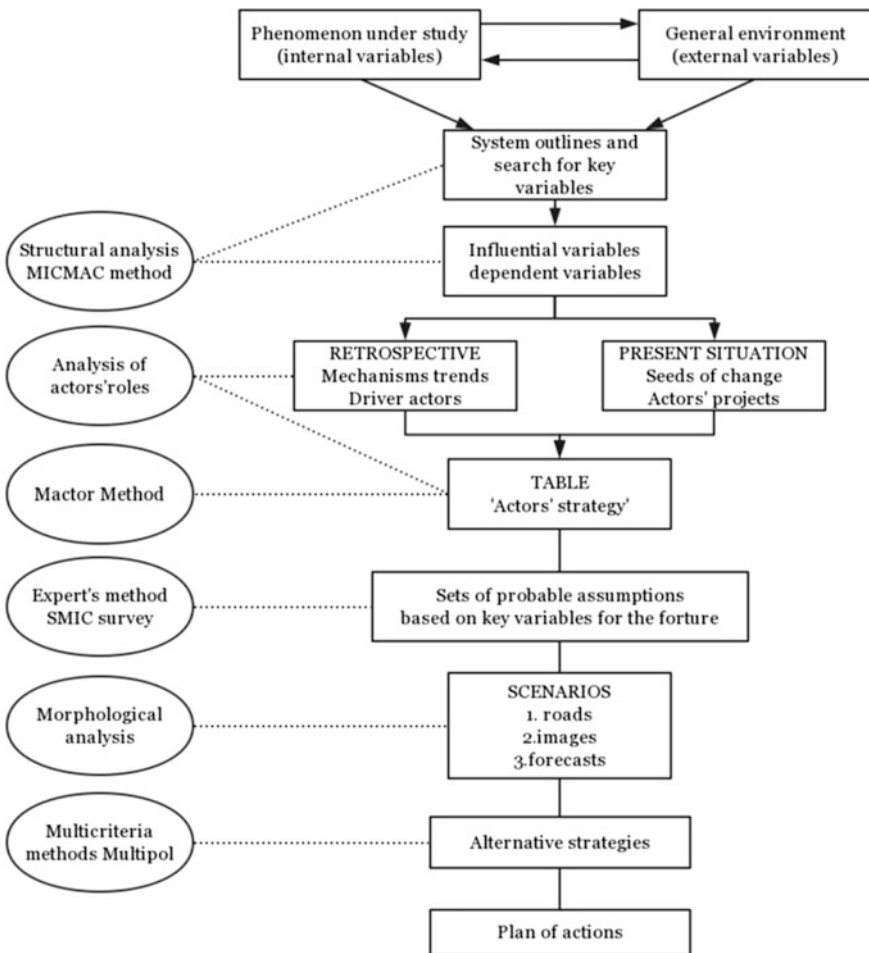 Phenomenon under study
(internal variables)
General environment
(external variables)
System outlines and
search for key
variables
Structural analysis
MICMAC method
Influential variables
dependent variables
Analysis of
actors'roles
RETROSPECTIVE
Mechanisms trends
Driver actors
PRESENT SITUATION
Seeds of change
Actors' projects
Mactor Method
TABLE
'Actors' strategy'
Expert's method
SMIC survey
Sets of probable assumptions
based on key variables for the forture
Morphological
analysis
SCENARIOS
1. roads
2.images
3.forecasts
Multicriteria
methods Multipol
Alternative strategies
Plan of actions